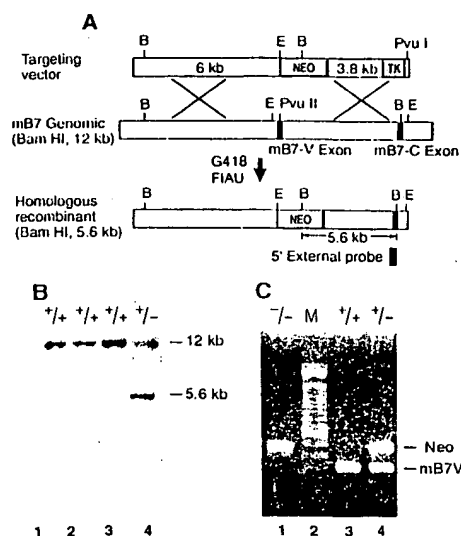 A
B E B Pvu I
Targeting
vector
6 kb NEO 3.8 kb TK
B E Pvu II B E
mB7 Genomic
(Bam HI, 12 kb)
mB7-V Exon mB7-C Exon
G418
FIAU
Homologous
recombinant
(Bam HI, 5.6 kb)
B E B B E
NEO
5.6 kb
5' External probe
B
+/+ +/+ +/+ +/-
12 kb
5.6 kb
1 2 3 4
C
-/- M +/+ +/-
Neo
mB7V
1 2 3 4